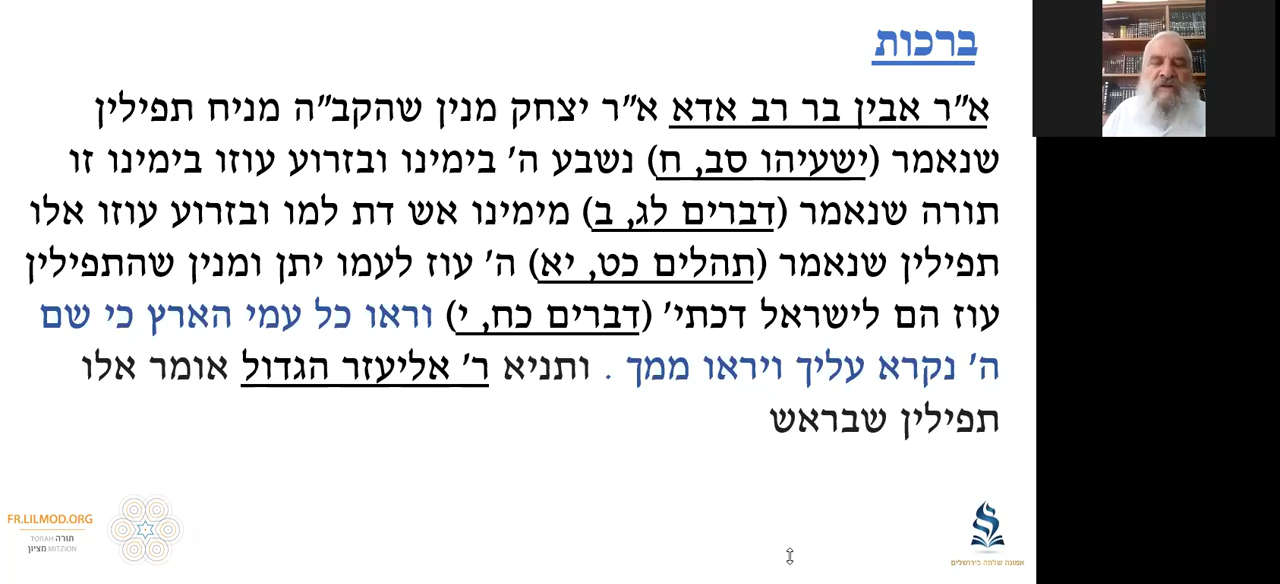 ברכות
א"ר אבין בר רב אדא א"ר יצחק מנין שהקב"ה מניח תפילין
שנאמר (ישעיהו סב, ח) נשבע ה' בימינו ובזרוע עוזו בימינו זו
תורה שנאמר (דברים לג, ב) מימינו אש דת למו ובזרוע עוזו אלו
תפילין שנאמר (תהלים כט, יא) ה' עוז לעמו יתן ומנין שהתפילין
עוז הם לישראל דכתי' (דברים כח, י) וראו כל עמי הארץ כי שם
ה' נקרא עליך ויראו ממך . ותניא ר' אליעזר הגדול אומר אלו
תפילין שבראש
FR.LILMOD.ORG
TORAH תורה
מציון MITZION
אמונה שלמה בירושלים